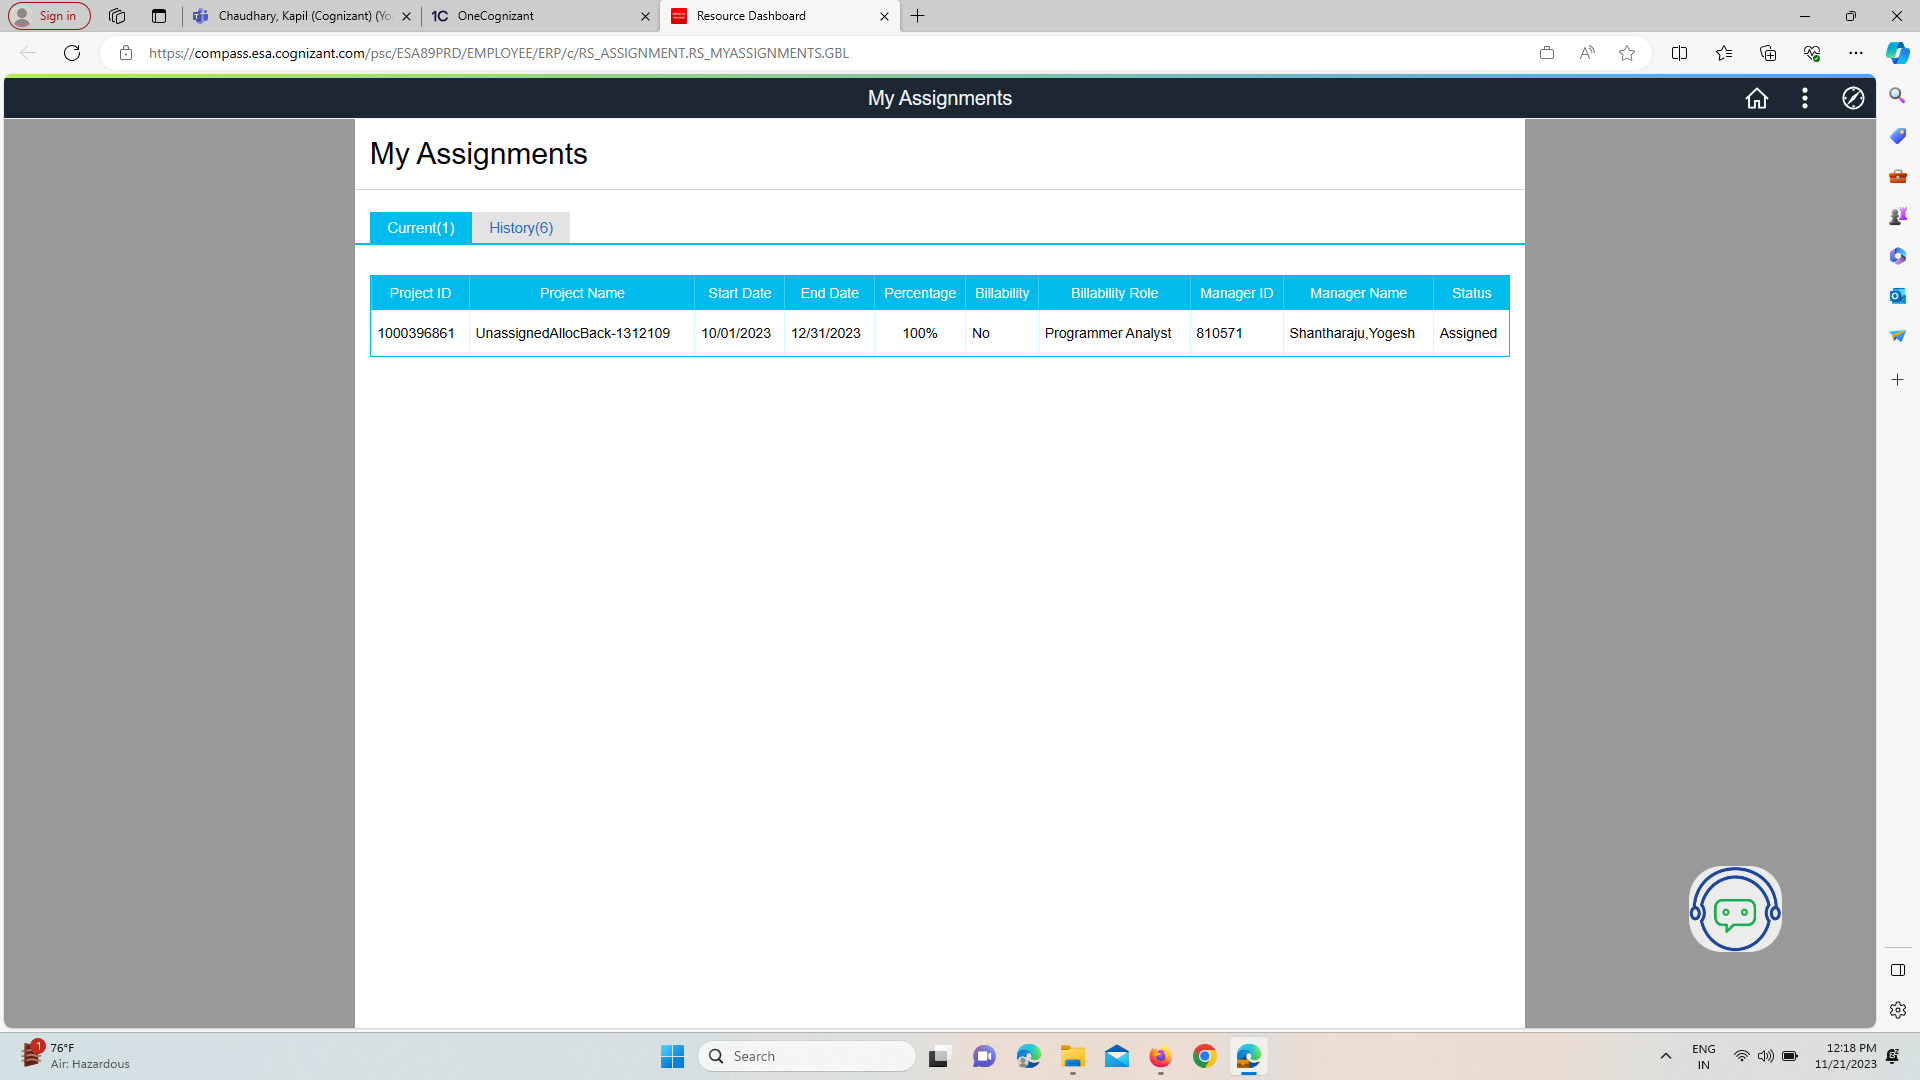 Sign in
Chaudhary, Kapil (Cognizant) (Yo
1C OneCognizant
Resource Dashboard
https://compass.esa.cognizant.com/psc/ESA89PRD/EMPLOYEE/ERP/c/RS_ASSIGNMENT.RS_MYASSIGNMENTS.GBL
My Assignments
My Assignments
Current(1) History(6)
Project ID Project Name Start Date End Date Percentage Billability Billability Role Manager ID Manager Name Status
1000396861 UnassignedAllocBack-1312109 10/01/2023 12/31/2023 100% No Programmer Analyst 810571 Shantharaju,Yogesh Assigned
1
76°F
Air: Hazardous
Search
ENG
IN
12:18 PM
11/21/2023